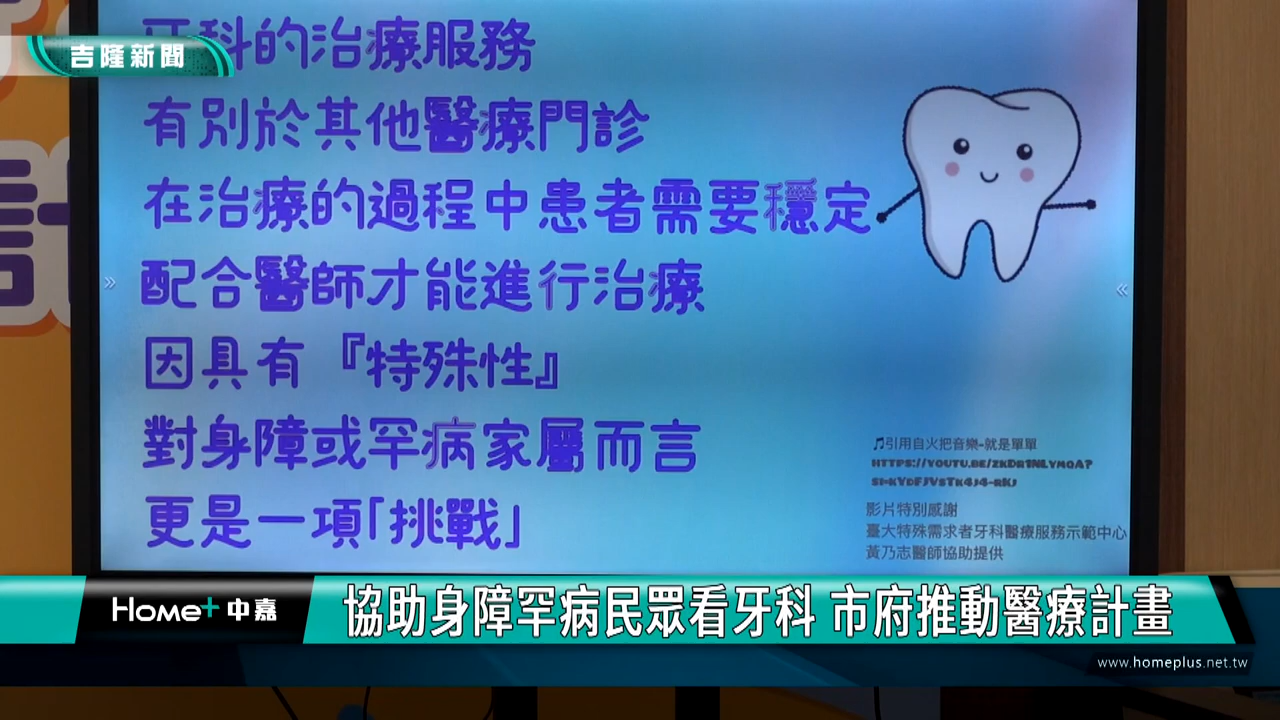 吉隆新聞
牙科的治療服務
有別於其他醫療門診
在治療的過程中患者需要穩定
配合醫師才能進行治療
因具有『特殊性』
對身障或罕病家屬而言
更是一項「挑戰」
♫引用自火把音樂-就是單單
影片特別感謝
臺大特殊需求者牙科醫療服務示範中心
黃乃志醫師協助提供
Home+中嘉
協助身障罕病民眾看牙科 市府推動醫療計畫
www.homeplus.net.tw